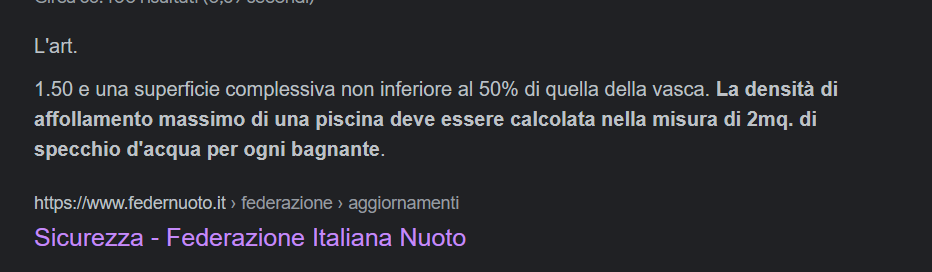 L'art.
1.50 e una superficie complessiva non inferiore al 50% di quella della vasca. La densità di
affollamento massimo di una piscina deve essere calcolata nella misura di 2mq. di
specchio d'acqua per ogni bagnante.
https://www.federnuoto.it › federazione › aggiornamenti
Sicurezza - Federazione Italiana Nuoto